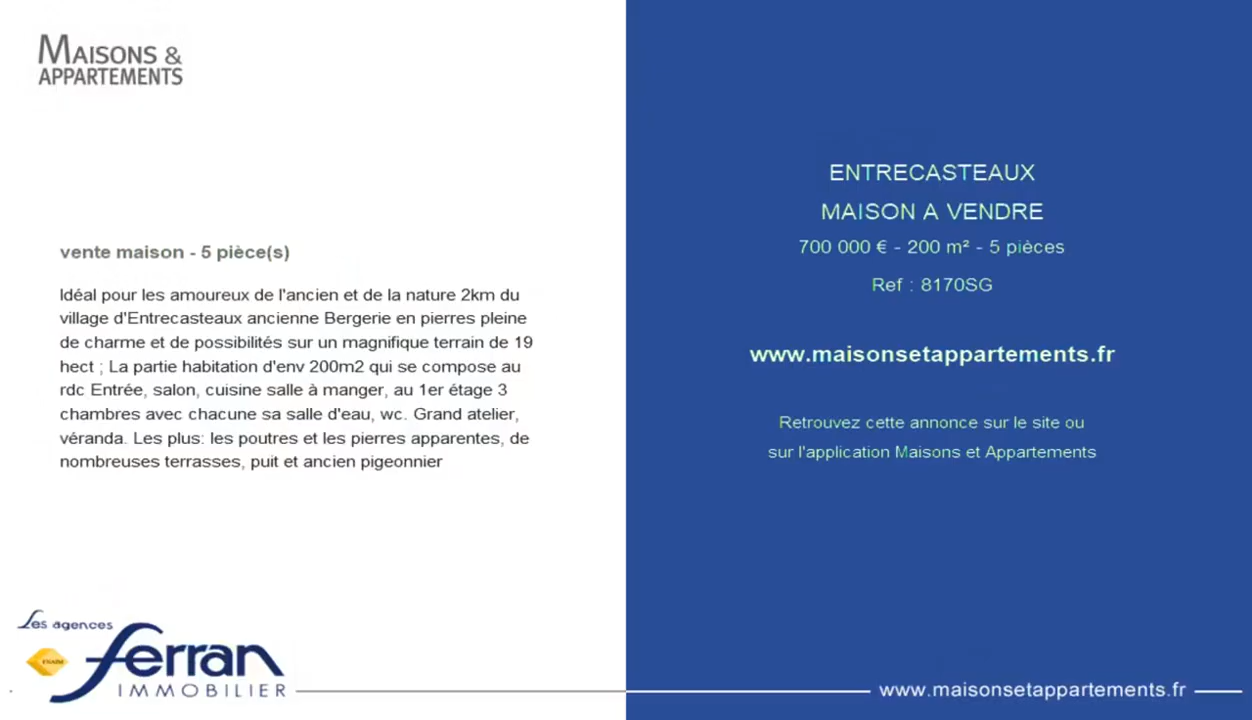 MAISONS &
APPARTEMENTS
vente maison - 5 pièce(s)
Idéal pour les amoureux de l'ancien et de la nature 2km du
village d'Entrecasteaux ancienne Bergerie en pierres pleine
de charme et de possibilités sur un magnifique terrain de 19
hect ; La partie habitation d'env 200m2 qui se compose au
rdc Entrée, salon, cuisine salle à manger, au 1er étage 3
chambres avec chacune sa salle d'eau, wc. Grand atelier,
véranda. Les plus: les poutres et les pierres apparentes, de
nombreuses terrasses, puit et ancien pigeonnier
Les agences
FNAIM
ferran
IMMOBILIER
ENTRECASTEAUX
MAISON A VENDRE
700 000 € - 200 m² - 5 pièces
Ref : 8170SG
www.maisonsetappartements.fr
Retrouvez cette annonce sur le site ou
sur l'application Maisons et Appartements
www.maisonsetappartements.fr